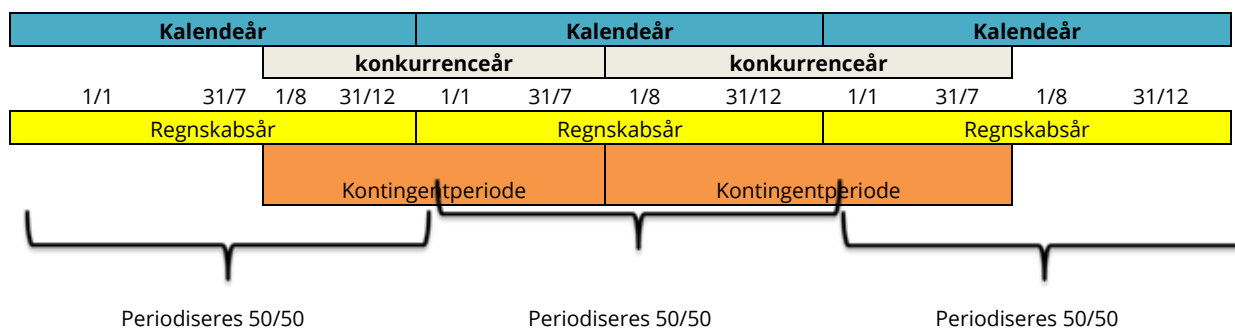 Kalendeår Kalendeår Kalendeår
konkurrenceår konkurrenceår
1/1 31/7 1/8 31/12 1/1 31/7 1/8 31/12 1/1 31/7 1/8 31/12
Regnskabsår Regnskabsår Regnskabsår
Kontingentperiode Kontingentperiode
Periodiseres 50/50 Periodiseres 50/50 Periodiseres 50/50